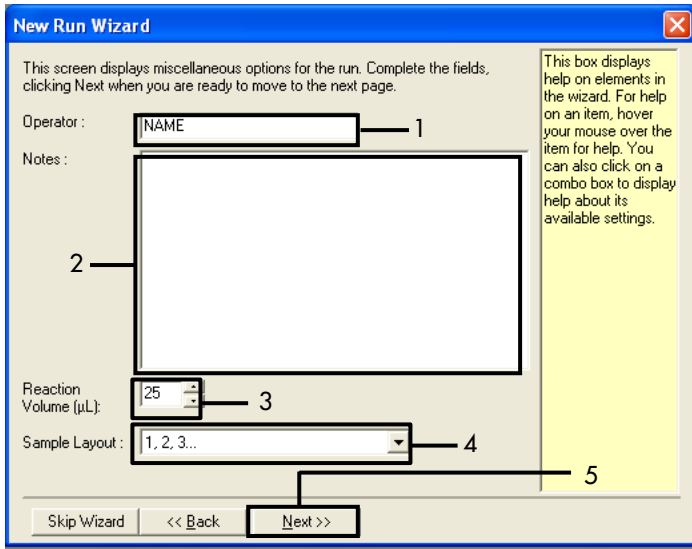 New Run Wizard
This screen displays miscellaneous options for the run. Complete the fields,
clicking Next when you are ready to move to the next page.
This box displays
help on elements in
the wizard. For help
on an item, hover
your mouse over the
item for help. You
can also click on a
combo box to display
help about its
available settings.
Operator : NAME 1
Notes :
2
Reaction
Volume (µL): 25 3
Sample Layout : 1, 2, 3... 4
5
Skip Wizard << Back Next >>